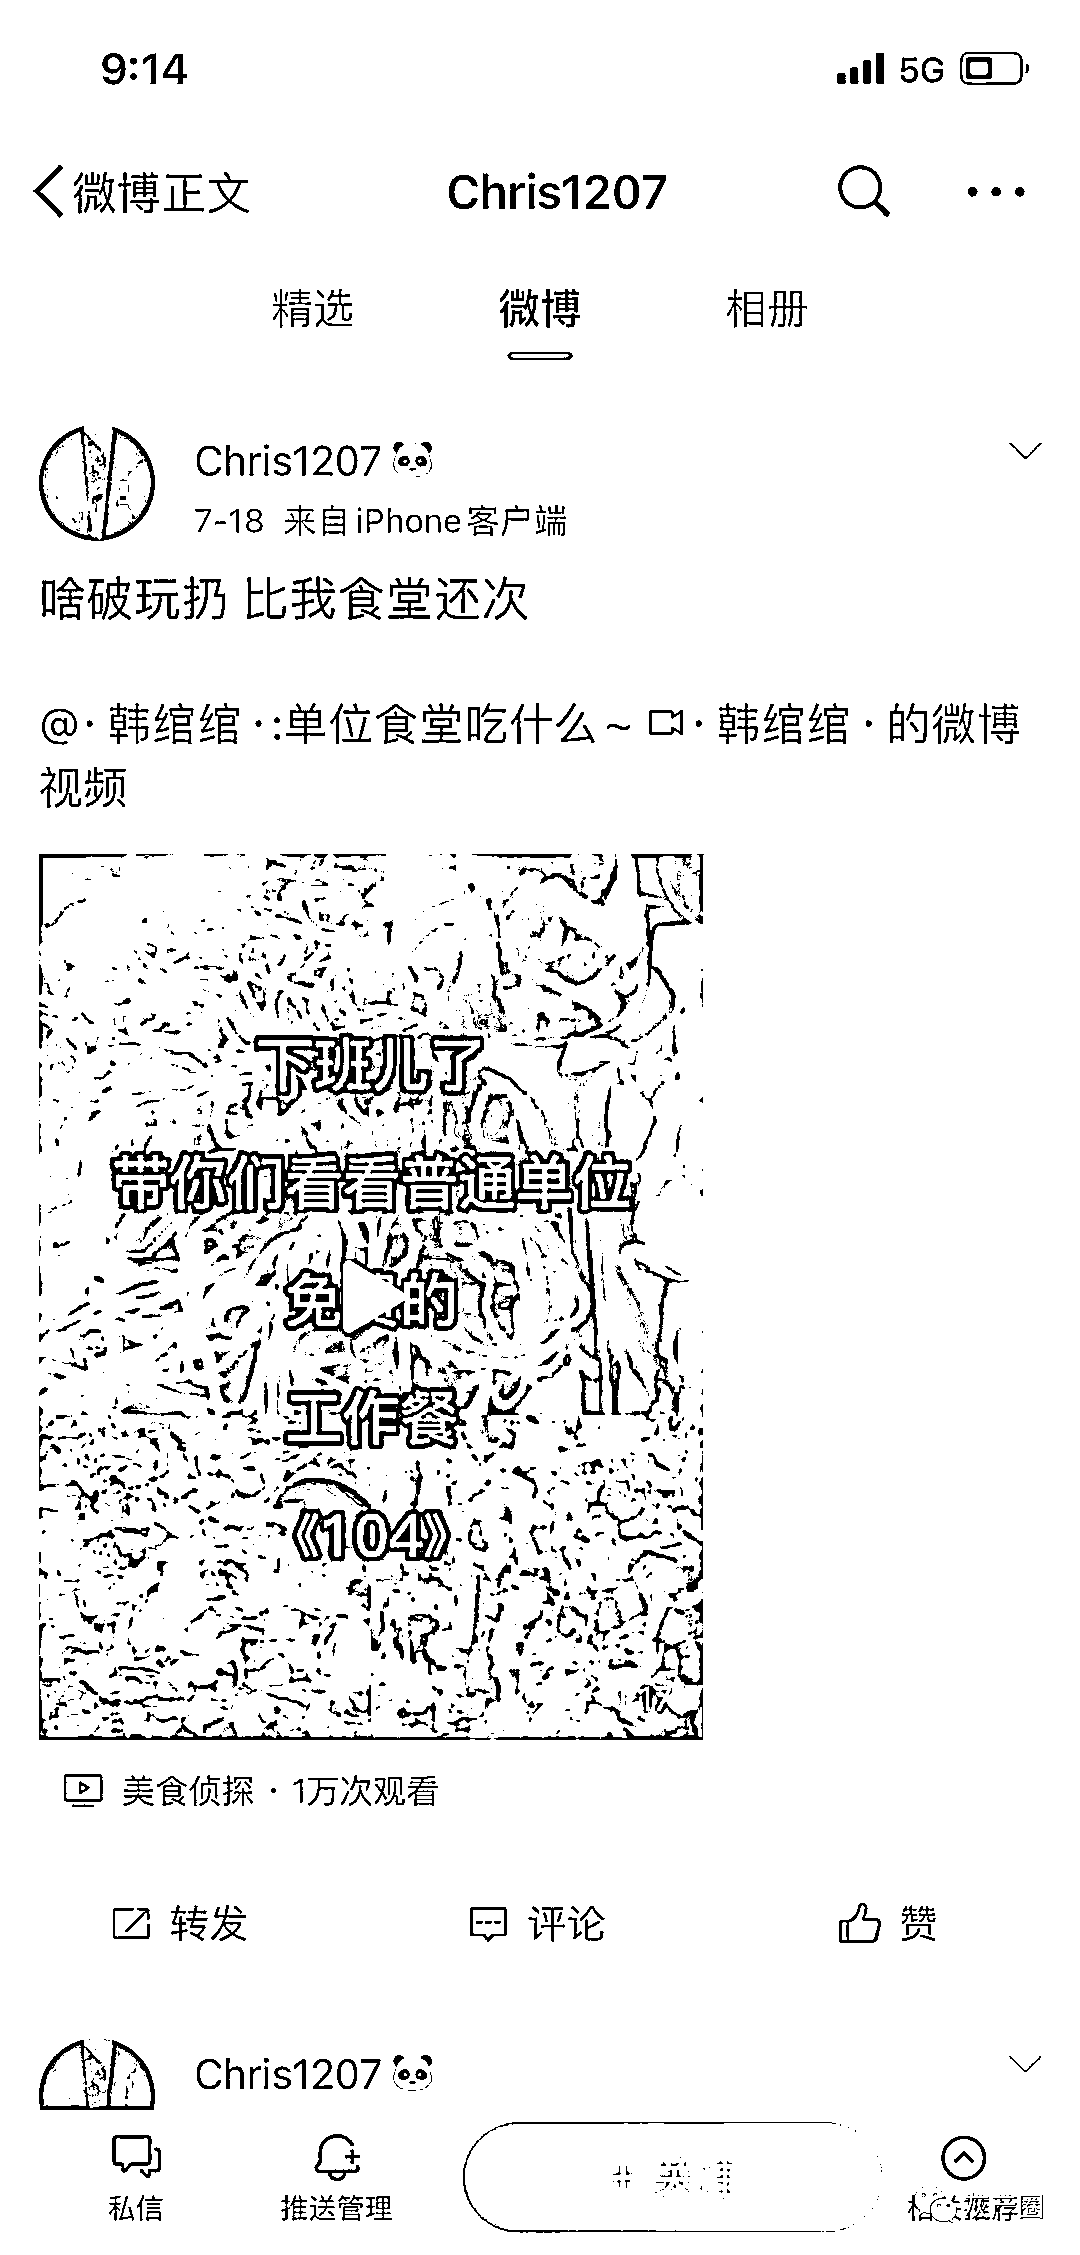 9:14
5G
微博正文
Chris1207
精选
微博
相册
Chris1207
7-18 来自iPhone客户端
啥破玩扔 比我食堂还次
@· 韩绾绾 ·:单位食堂吃什么~ · 韩绾绾 · 的微博
视频
下班儿了
带你们看看普通单位
免 的
工作餐
《104》
美食侦探 · 1万次观看
转发
评论
赞
Chris1207
私信
推送管理
荐圈